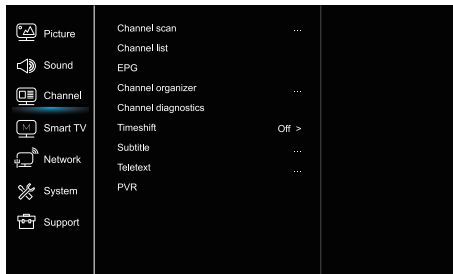 Picture
Sound
Channel
Smart TV
Network
System
Support
Channel scan ...
Channel list
EPG
Channel organizer ...
Channel diagnostics
Timeshift Off >
Subtitle ...
Teletext ...
PVR